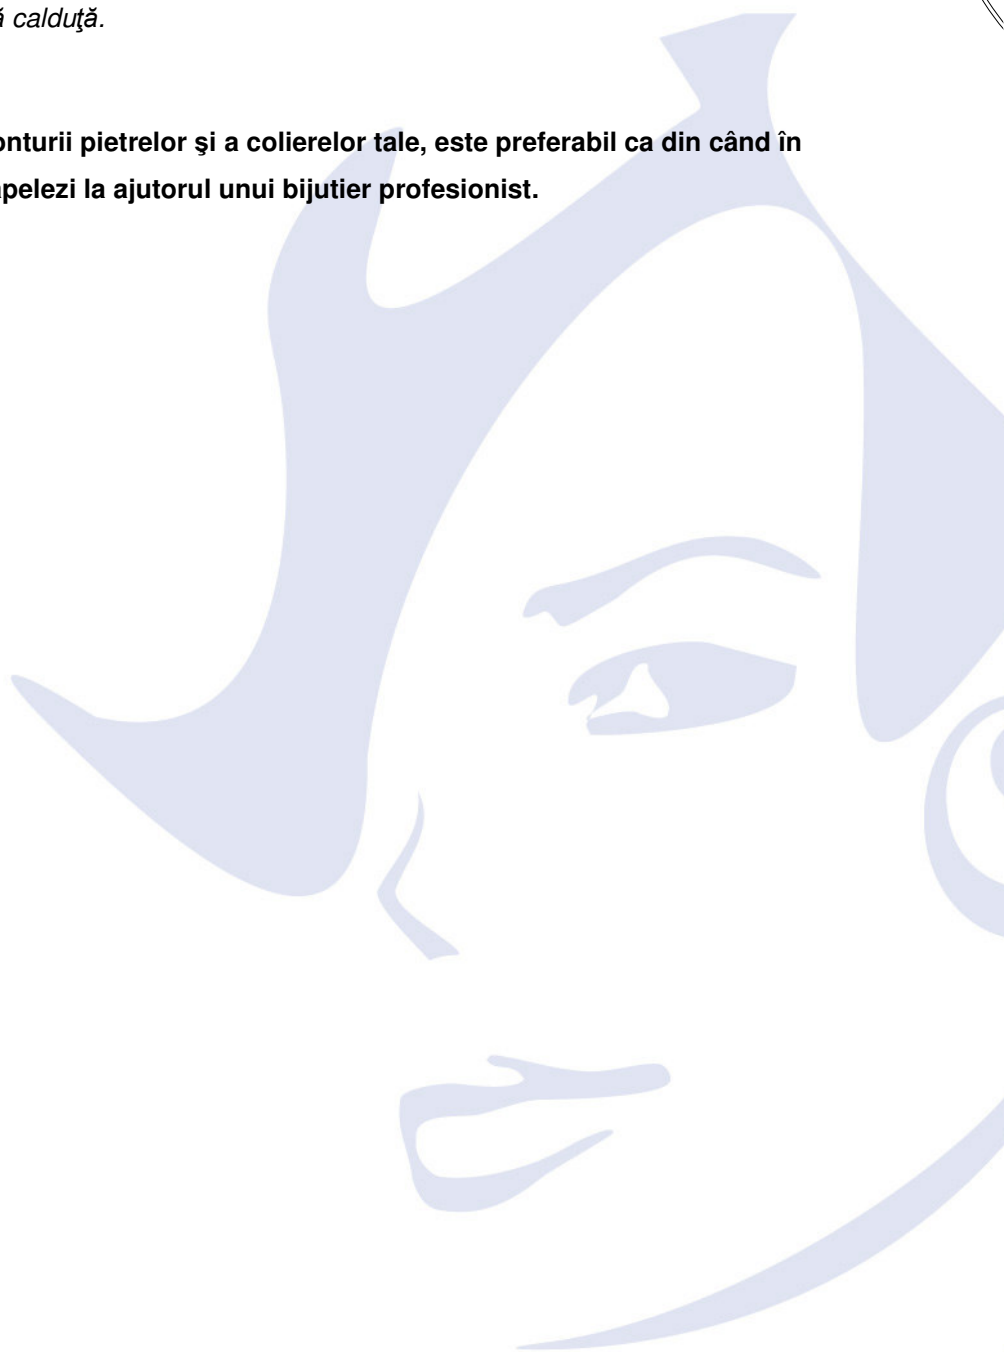 ă calduţă.
onturii pietrelor şi a colierelor tale, este preferabil ca din când în
apelezi la ajutorul unui bijutier profesionist.